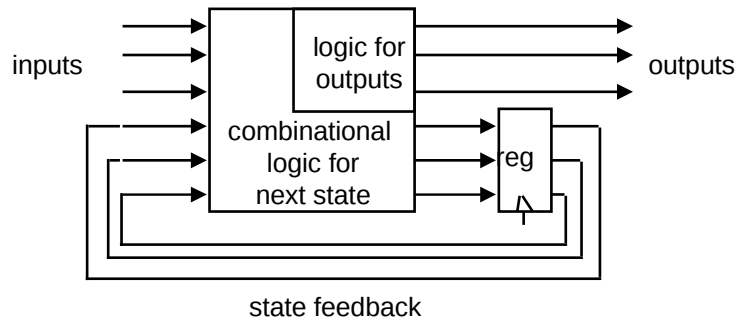 inputs
logic for
outputs
outputs
combinational
logic for
next state
reg
state feedback